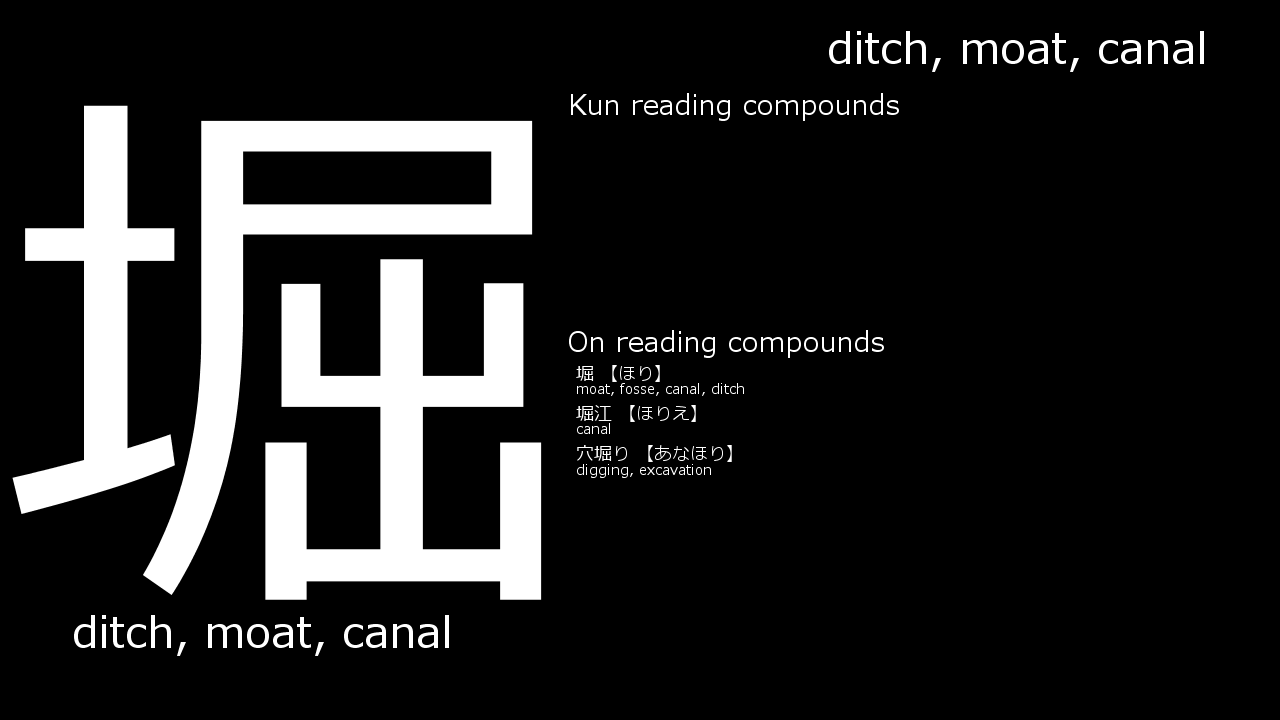 ditch, moat, canal
堀
Kun reading compounds
On reading compounds
堀 【ほり】
moat, fosse, canal, ditch
堀江 【ほりえ】
canal
穴堀り 【あなほり】
digging, excavation
ditch, moat, canal